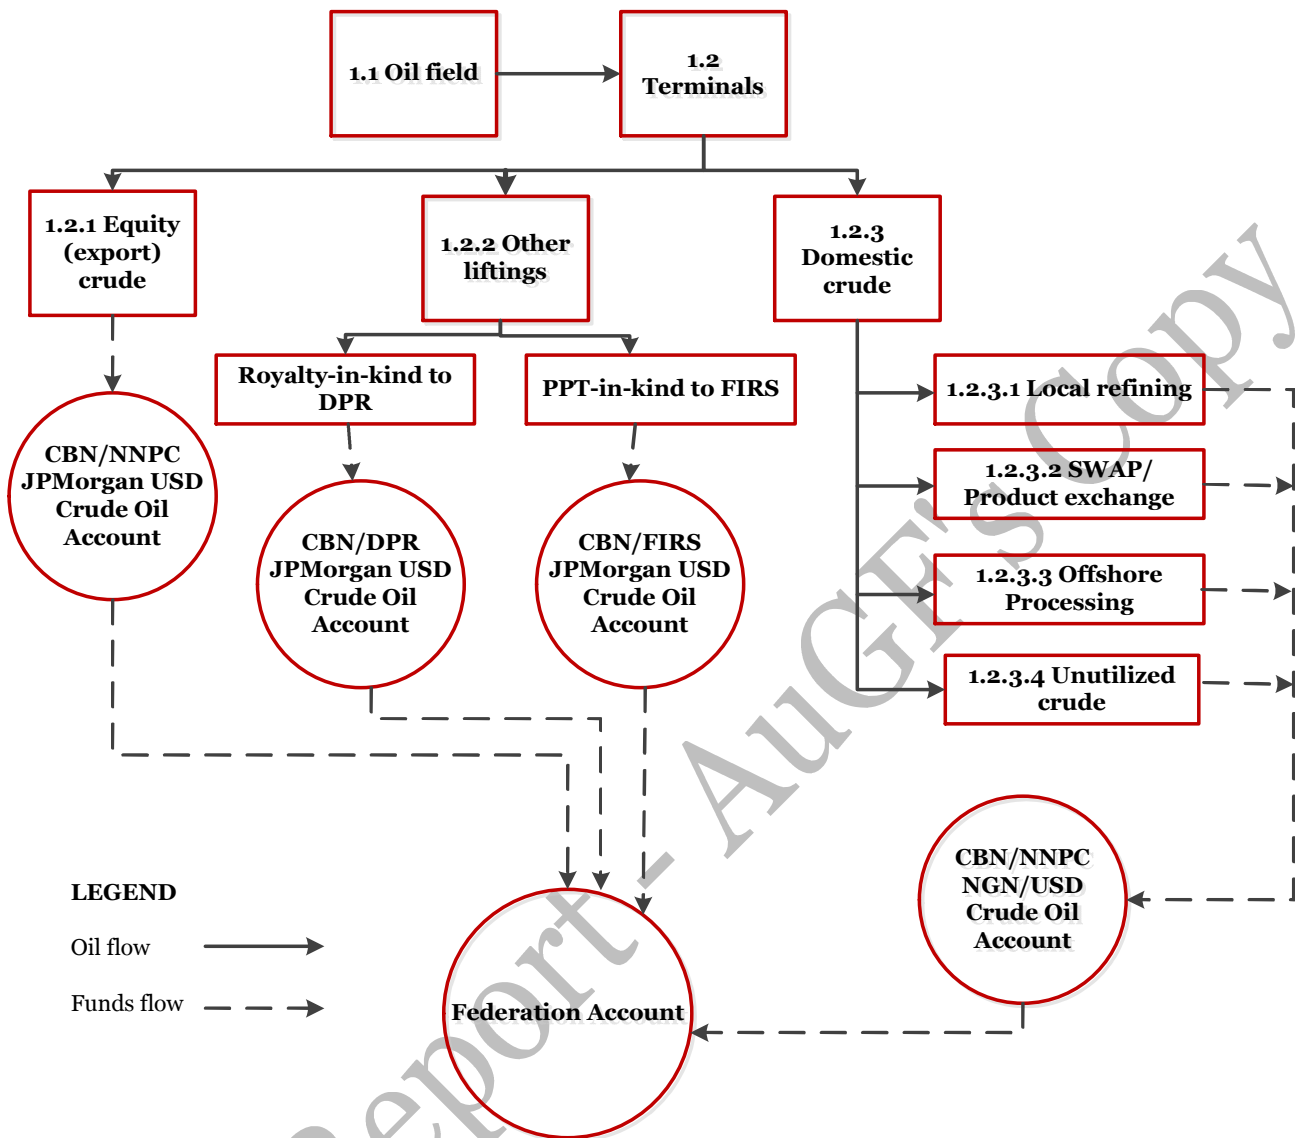 1.1 Oil field
1.2
Terminals
1.2.1 Equity
(export)
crude
1.2.2 Other
liftings
1.2.3
Domestic
crude
Royalty-in-kind to
DPR
PPT-in-kind to FIRS
1.2.3.1 Local refining
CBN/NNPC
JPMorgan USD
Crude Oil
Account
1.2.3.2 SWAP/
Product exchange
CBN/DPR
JPMorgan USD
Crude Oil
Account
CBN/FIRS
JPMorgan USD
Crude Oil
Account
1.2.3.3 Offshore
Processing
1.2.3.4 Unutilized
crude
CBN/NNPC
NGN/USD
Crude Oil
Account
LEGEND
Oil flow
Funds flow
Federation Account
Report - AuGF's Copy